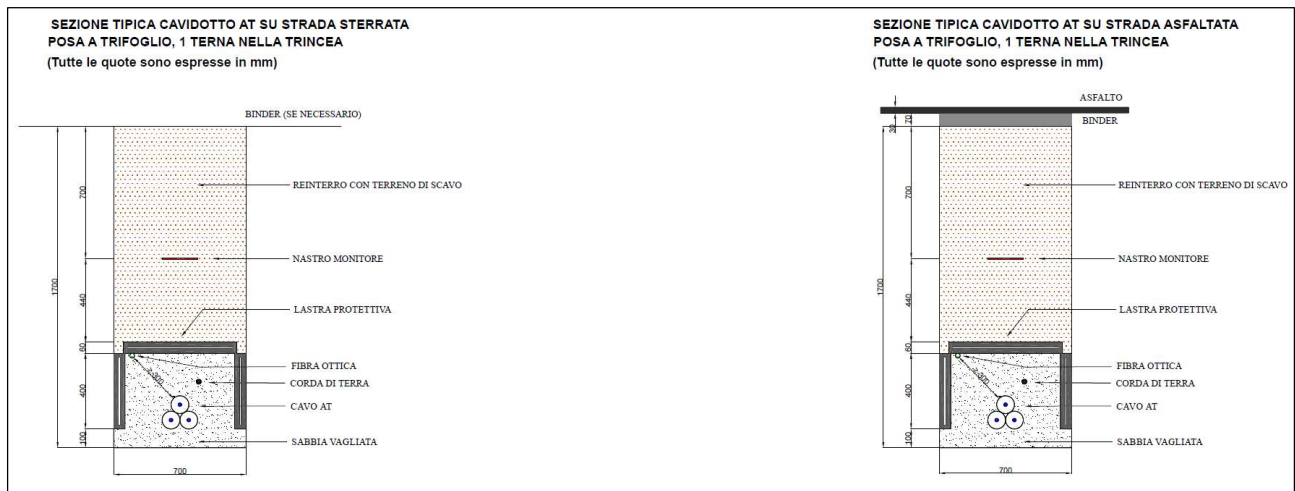 SEZIONE TIPICA CAVIDOTTO AT SU STRADA STERRATA
POSA A TRIFOGLIO, 1 TERNA NELLA TRINCEA
(Tutte le quote sono espresse in mm)
BINDER (SE NECESSARIO)
REINTERRO CON TERRENO DI SCAVO
NASTRO MONITORE
LASTRA PROTETTIVA
FIBRA OTTICA
CORDA DI TERRA
CAVO AT
SABBIA VAGLIATA
1700
700
440
60
400
100
≥300
700
SEZIONE TIPICA CAVIDOTTO AT SU STRADA ASFALTATA
POSA A TRIFOGLIO, 1 TERNA NELLA TRINCEA
(Tutte le quote sono espresse in mm)
ASFALTO
BINDER
REINTERRO CON TERRENO DI SCAVO
NASTRO MONITORE
LASTRA PROTETTIVA
FIBRA OTTICA
CORDA DI TERRA
CAVO AT
SABBIA VAGLIATA
30
70
1700
700
440
60
400
100
≥300
700